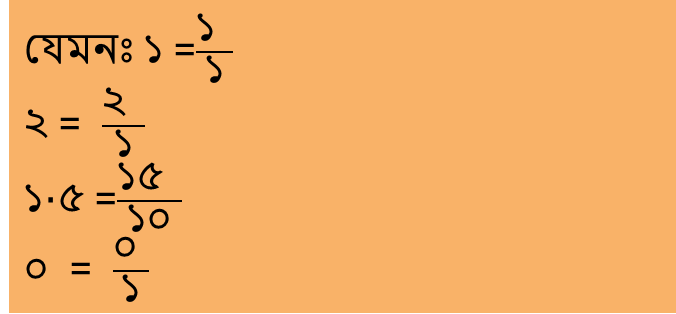 যেমনঃ ১ = ১/১
২ = ২/১
১·৫ = ১৫/১০
০ = ০/১